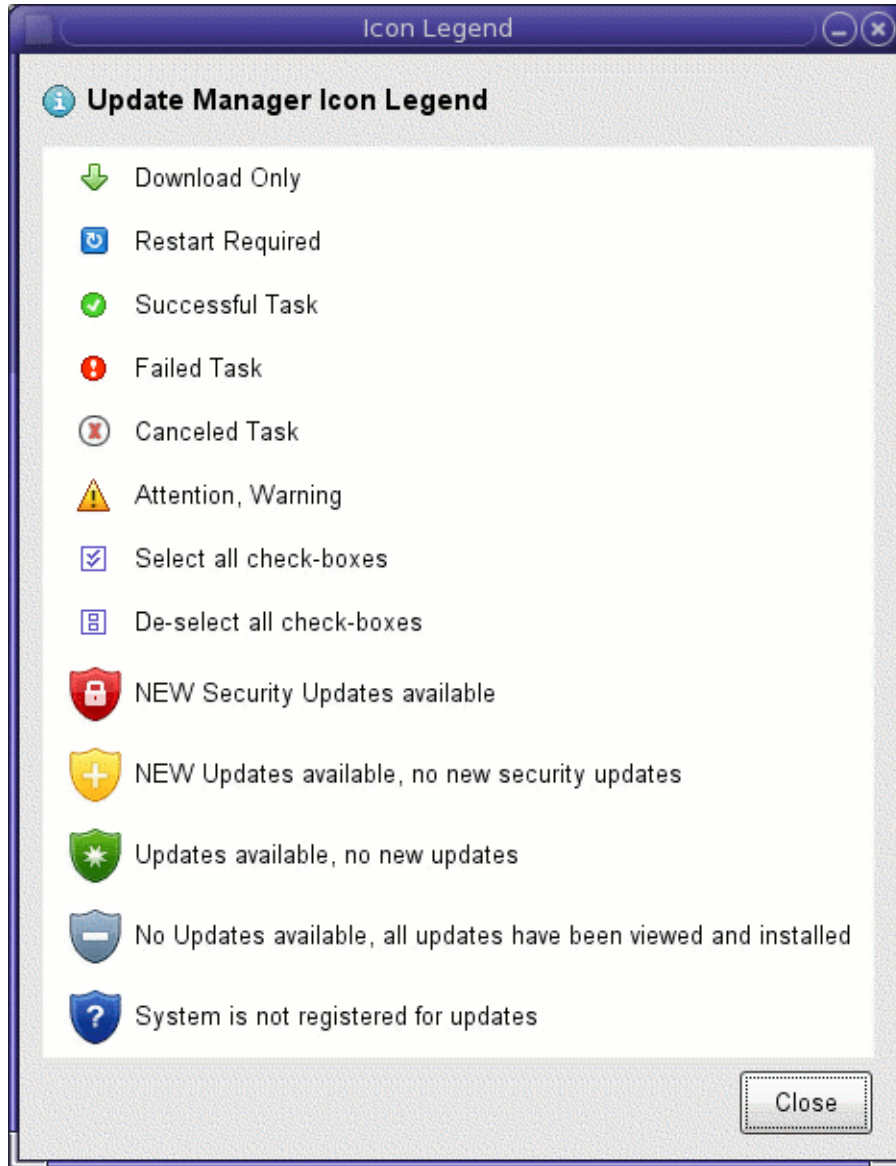 Icon Legend
Update Manager Icon Legend
Download Only
Restart Required
Successful Task
Failed Task
Canceled Task
Attention, Warning
Select all check-boxes
De-select all check-boxes
NEW Security Updates available
NEW Updates available, no new security updates
Updates available, no new updates
No Updates available, all updates have been viewed and installed
System is not registered for updates
Close